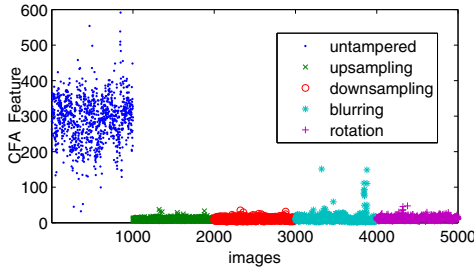 600
500
400
300
200
100
0
CFA Feature
untampered
upsampling
downsampling
blurring
rotation
1000 2000 3000 4000 5000
images